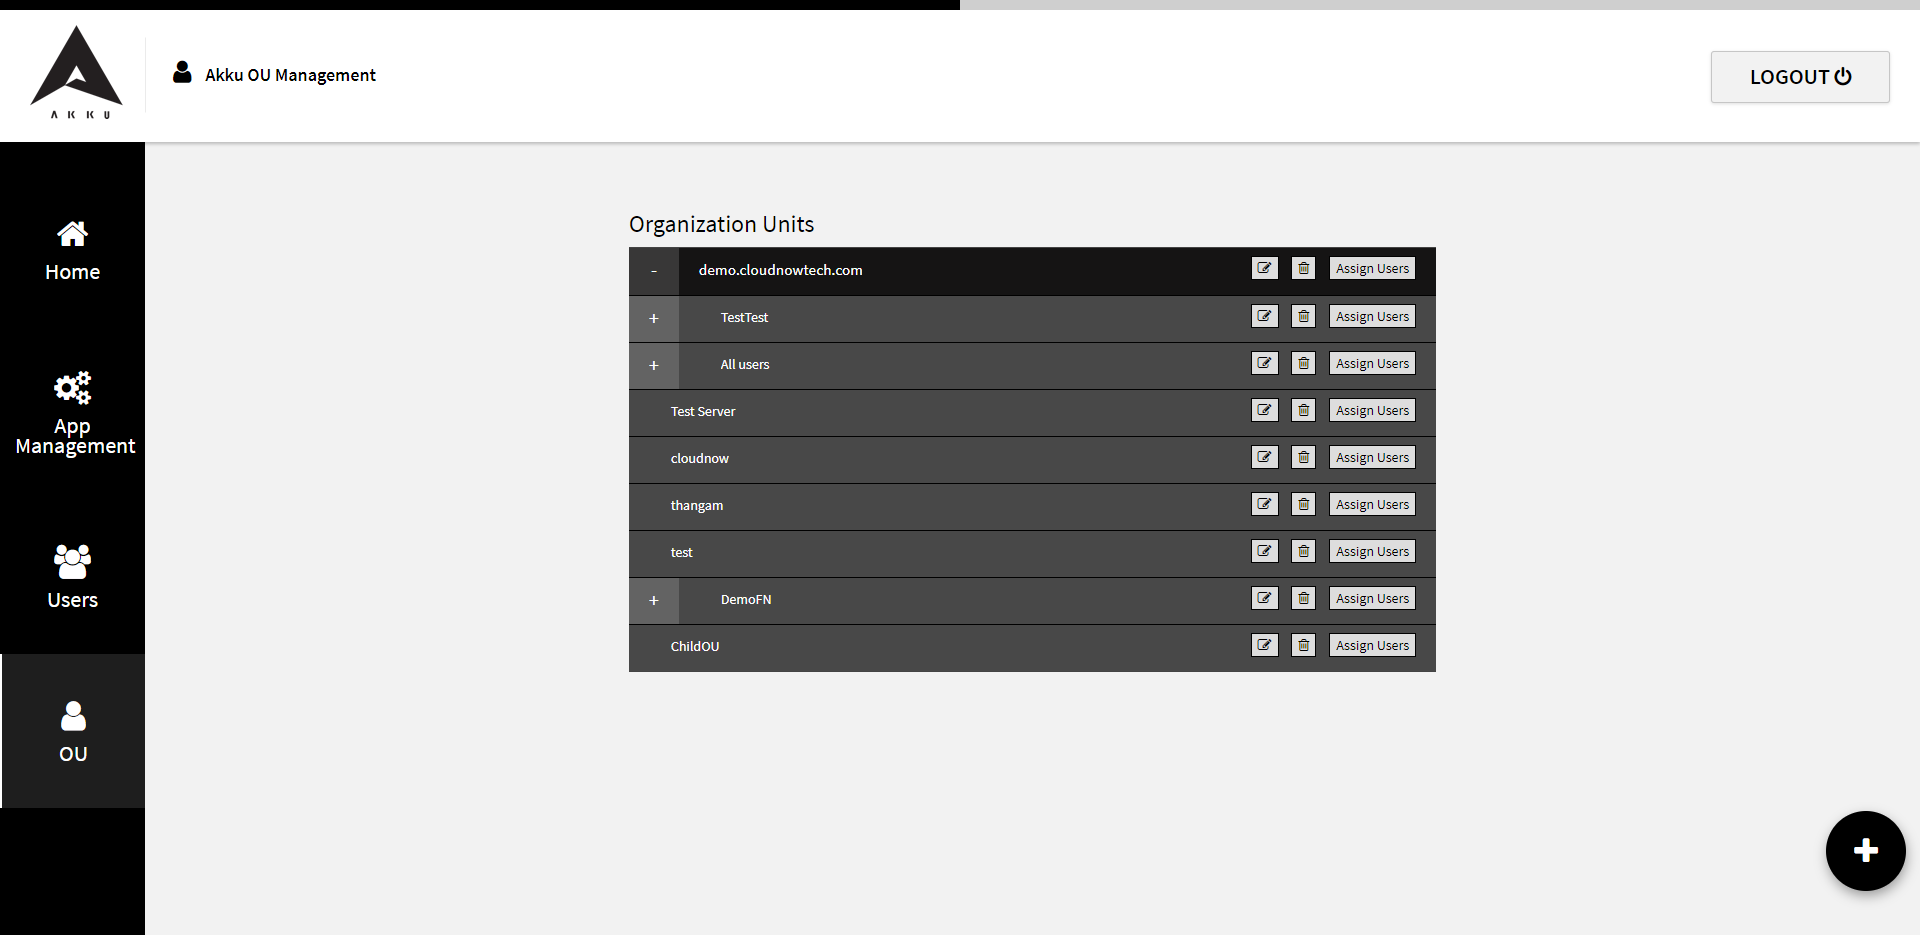 AKKU
Akku OU Management
LOGOUT
Home
App
Management
Users
OU
Organization Units
- demo.cloudnowtech.com Assign Users
+ TestTest Assign Users
+ All users Assign Users
Test Server Assign Users
cloudnow Assign Users
thangam Assign Users
test Assign Users
+ DemoFN Assign Users
ChildOU Assign Users